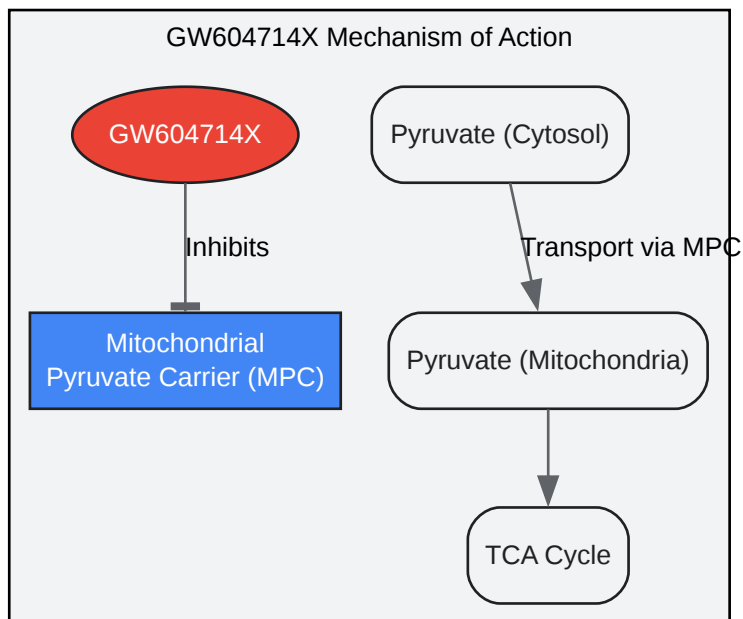 GW604714X Mechanism of Action
GW604714X
Pyruvate (Cytosol)
Inhibits
Transport via MPC
Mitochondrial
Pyruvate Carrier (MPC)
Pyruvate (Mitochondria)
TCA Cycle